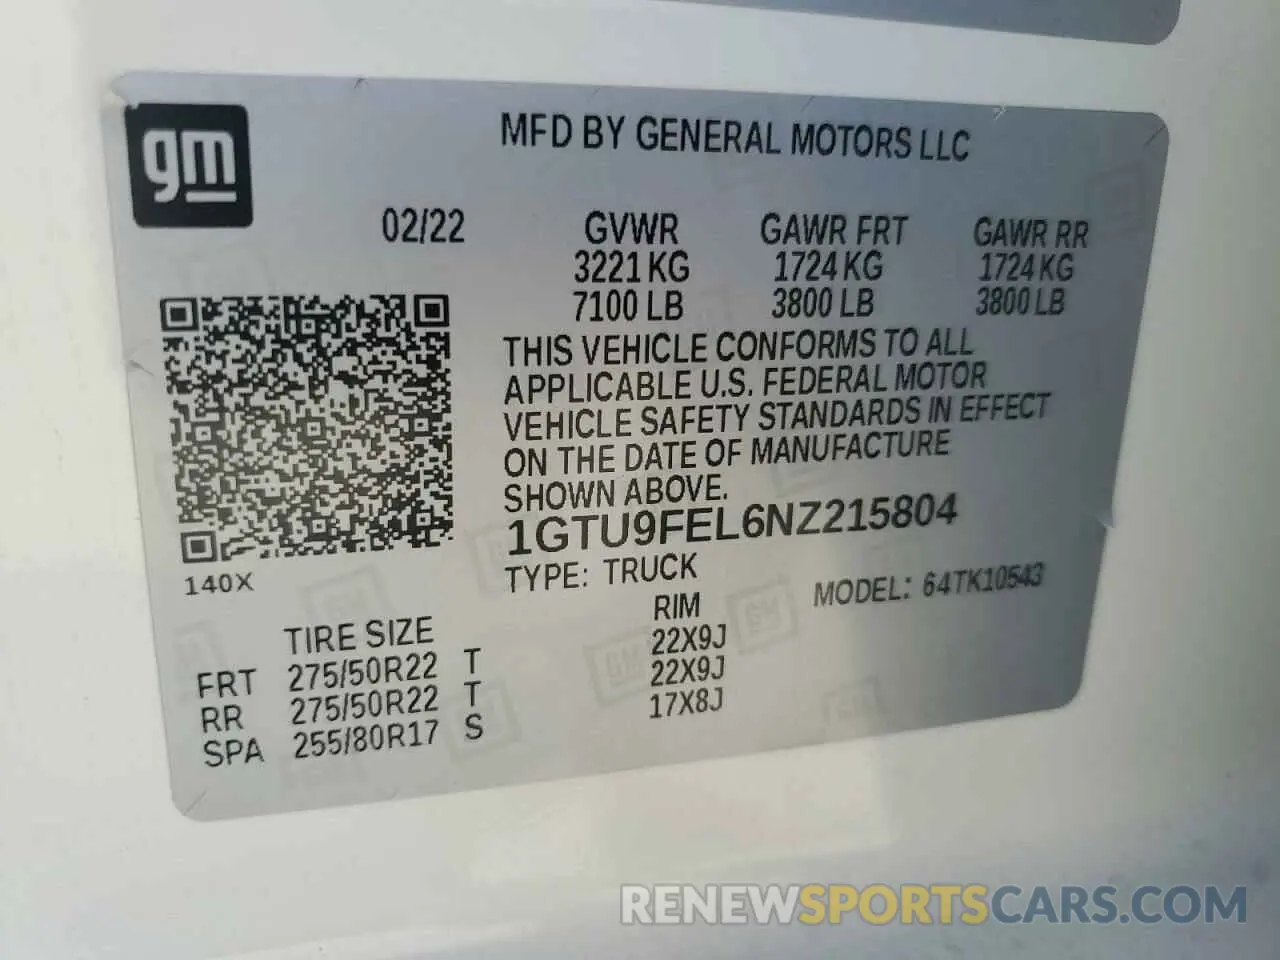 gm
MFD BY GENERAL MOTORS LLC
02/22 GVWR GAWR FRT GAWR RR
3221 KG 1724 KG 1724 KG
7100 LB 3800 LB 3800 LB
THIS VEHICLE CONFORMS TO ALL
APPLICABLE U.S. FEDERAL MOTOR
VEHICLE SAFETY STANDARDS IN EFFECT
ON THE DATE OF MANUFACTURE
SHOWN ABOVE.
1GTU9FEL6NZ215804
140X
TYPE: TRUCK MODEL: 64TK10543
TIRE SIZE RIM
FRT 275/50R22 T 22X9J
RR 275/50R22 T 22X9J
SPA 255/80R17 S 17X8J
RENEWSPORTSCARS.COM